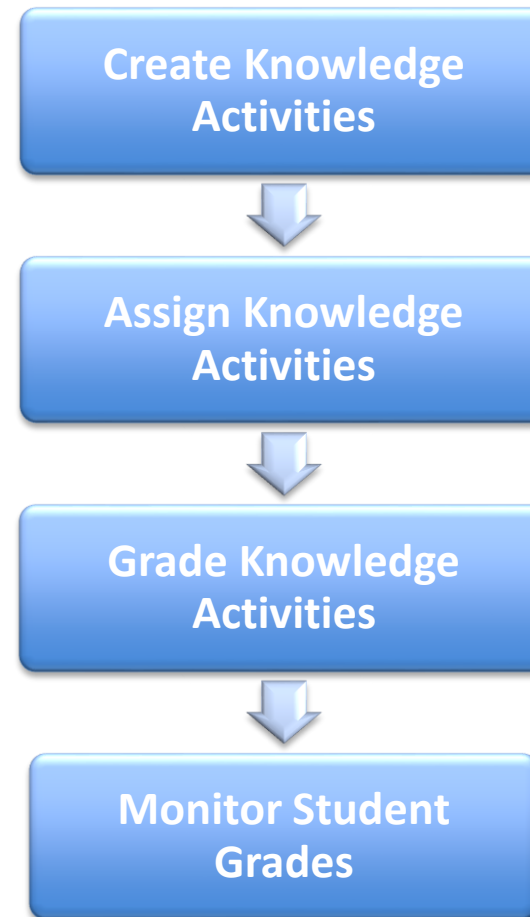 Create Knowledge
Activities
Assign Knowledge
Activities
Grade Knowledge
Activities
Monitor Student
Grades